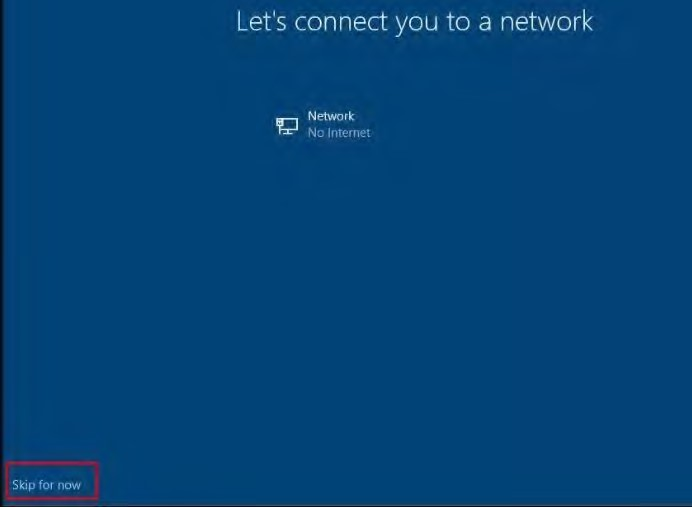 Let's connect you to a network
Network
No Internet
Skip for now